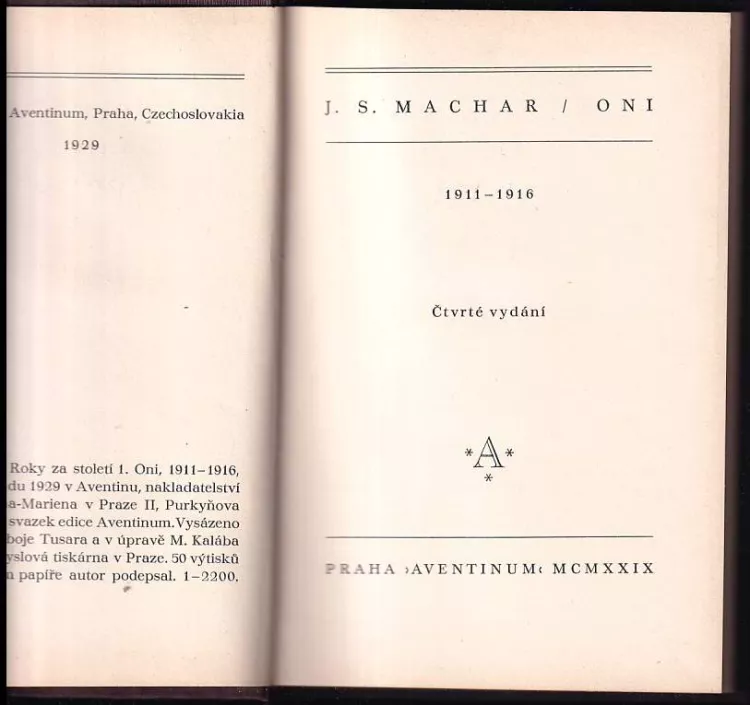 Aventinum, Praha, Czechoslovakia
1929
Roky za století 1. Oni, 1911–1916,
du 1929 v Aventinu, nakladatelství
a-Mariena v Praze II, Purkyňova
svazek edice Aventinum. Vysázeno
boje Tusara a v úpravě M. Kalába
yslová tiskárna v Praze. 50 výtisků
papíře autor podepsal. 1–2200.
J. S. MACHAR / ONI
1911–1916
Čtvrté vydání
*A*
*
PRAHA ›AVENTINUM‹ MCMXXIX